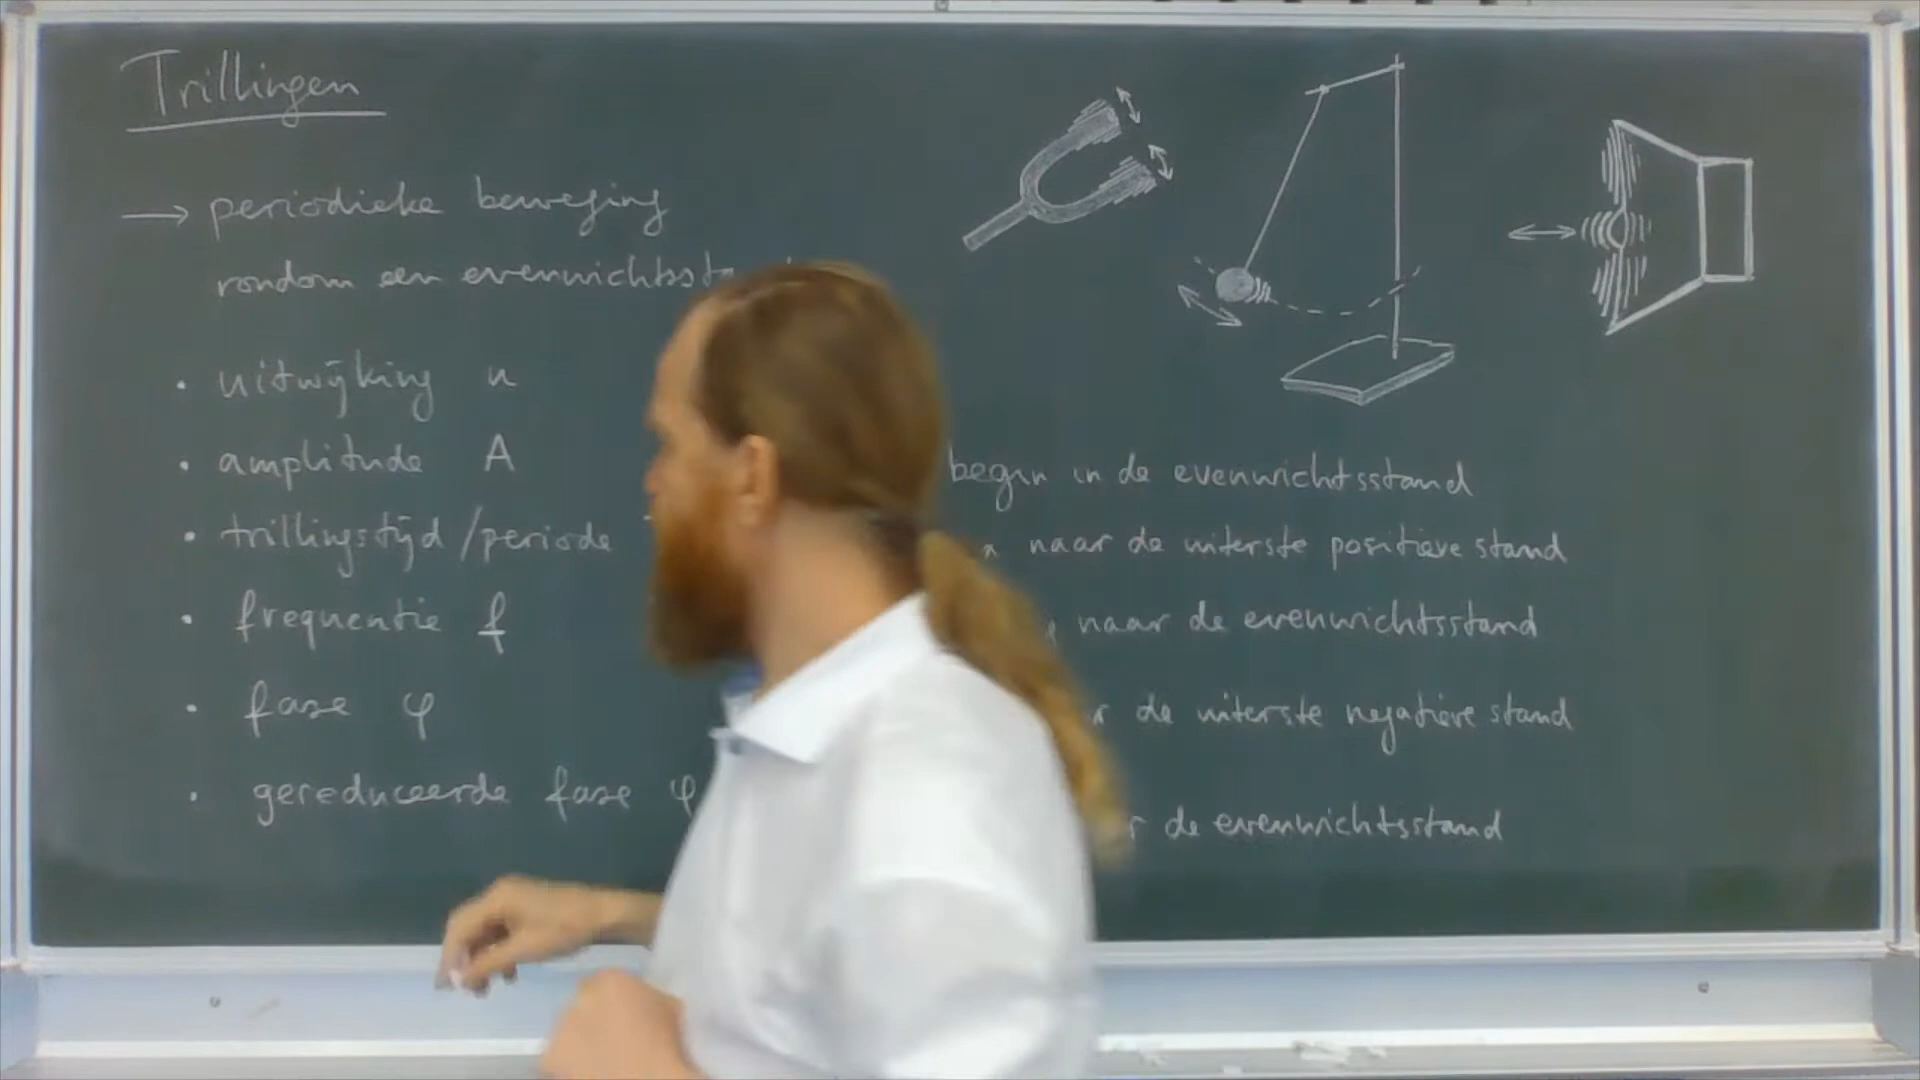 Trillingen
→ periodieke beweging
rondom een evenwichtsst
• uitwijking u
• amplitude A
• trillingstijd/periode
• frequentie f
• fase φ
• gereduceerde fase φ
begin in de evenwichtsstand
naar de uiterste positieve stand
naar de evenwichtsstand
de uiterste negatieve stand
de evenwichtsstand